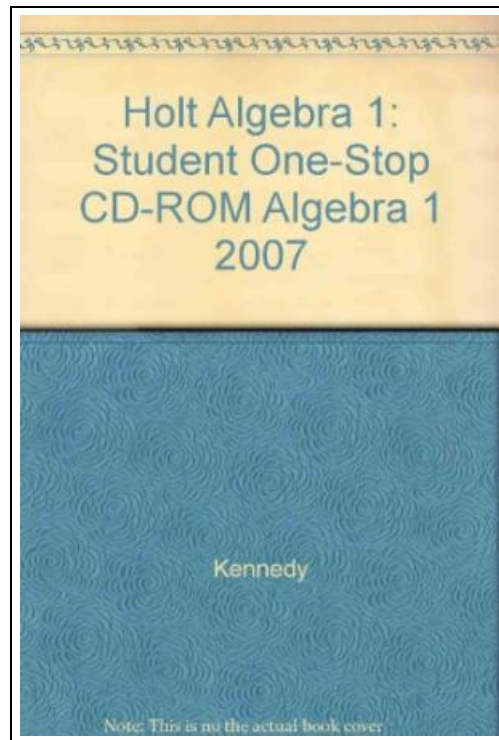 Holt Algebra 1:
Student One-Stop
CD-ROM Algebra 1
2007
Kennedy
Note: This is no the actual book cover